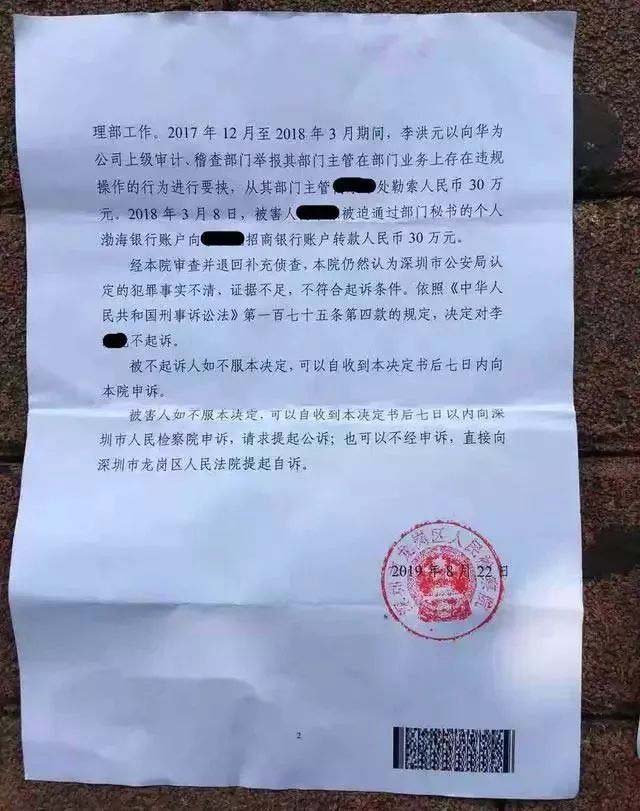 理部工作。2017 年 12 月至 2018 年 3 月期间，李洪元以向华为
公司上级审计、稽查部门举报其部门主管在部门业务上存在违规
操作的行为进行要挟，从其部门主管处勒索人民币 30 万
元。2018 年 3 月 8 日，被害人被迫通过部门秘书的个人
渤海银行账户向招商银行账户转款人民币 30 万元。
经本院审查并退回补充侦查，本院仍然认为深圳市公安局认
定的犯罪事实不清，证据不足，不符合起诉条件。依照《中华人
民共和国刑事诉讼法》第一百七十五条第四款的规定，决定对李
不起诉。
被不起诉人如不服本决定，可以自收到本决定书后七日内向
本院申诉。
被害人如不服本决定，可以自收到本决定书后七日以内向深
圳市人民检察院申诉，请求提起公诉；也可以不经申诉，直接向
深圳市龙岗区人民法院提起自诉。
深圳市龙岗区人民检察院
2019 年 8 月 22 日
2